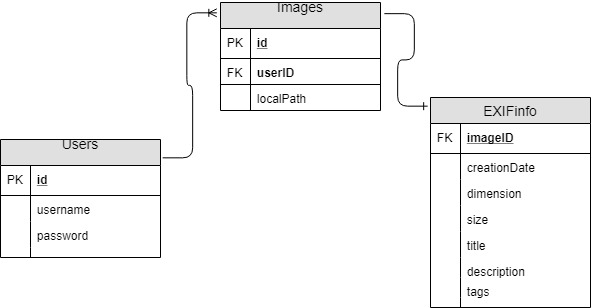 Images
PK id
FK userID
localPath
EXIFinfo
FK imageID
creationDate
dimension
size
title
description
tags
Users
PK id
username
password